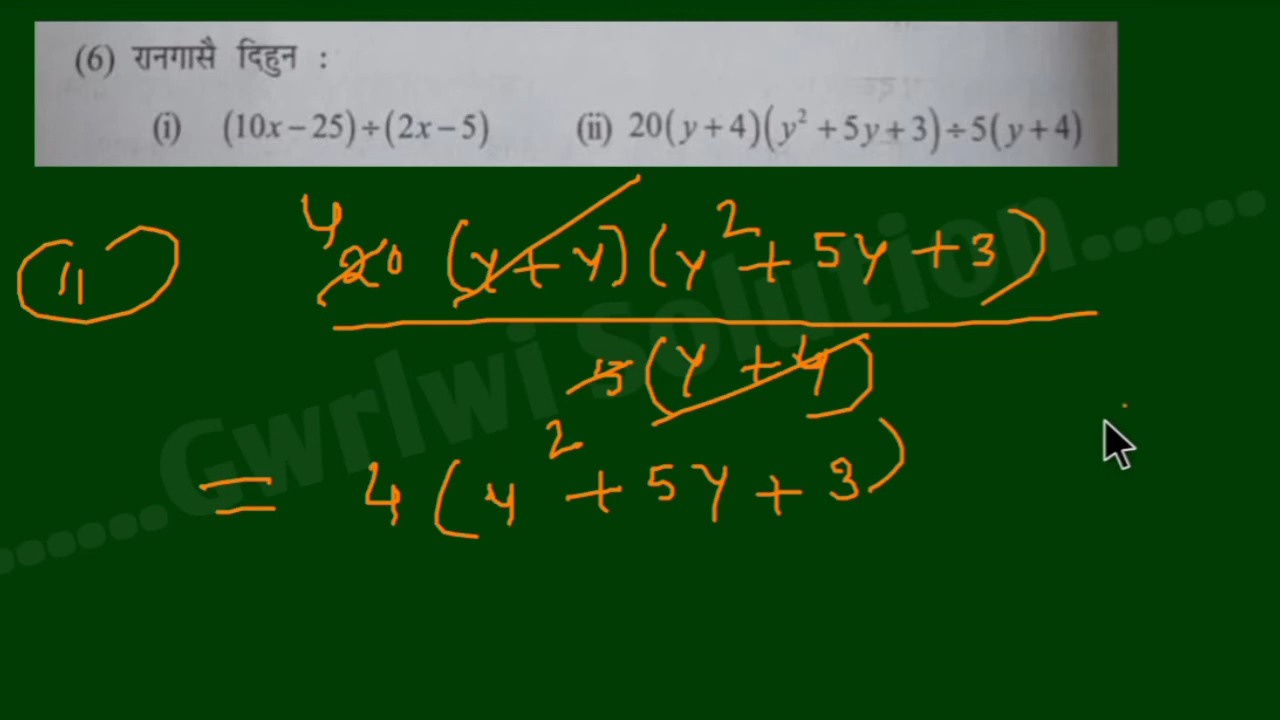 (6) रानगासै दिहुन :
(i) (10x−25)÷(2x−5) (ii) 20(y+4)(y²+5y+3)÷5(y+4)
ii
4
20 (y+4)(y²+5y+3)
5(y+4)
= 4(y²+5y+3)
......Gwrlwi Solution......